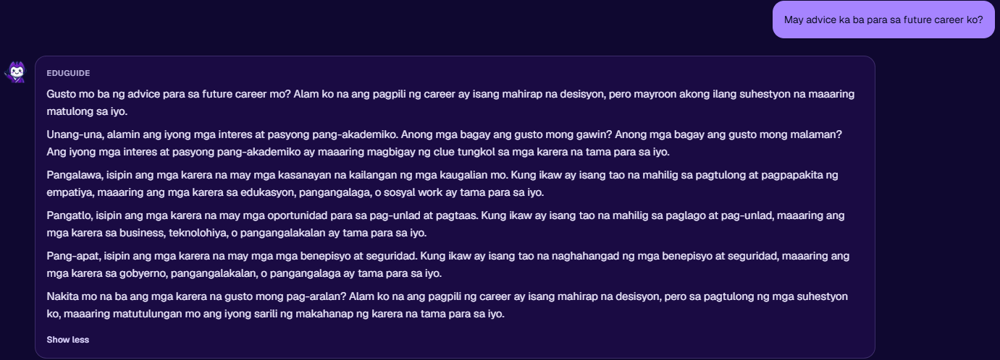 May advice ka ba para sa future career ko?
EDUGUIDE
Gusto mo ba ng advice para sa future career mo? Alam ko na ang pagpili ng career ay isang mahirap na desisyon, pero mayroon akong ilang suhestyon na maaaring
matulong sa iyo.
Unang-una, alamin ang iyong mga interes at pasyong pang-akademiko. Anong mga bagay ang gusto mong gawin? Anong mga bagay ang gusto mong malaman?
Ang iyong mga interes at pasyong pang-akademiko ay maaaring magbigay ng clue tungkol sa mga karera na tama para sa iyo.
Pangalawa, isipin ang mga karera na may mga kasanayan na kailangan ng mga kaugalian mo. Kung ikaw ay isang tao na mahilig sa pagtulong at pagpapakita ng
empatiya, maaaring ang mga karera sa edukasyon, pangangalaga, o sosyal work ay tama para sa iyo.
Pangatlo, isipin ang mga karera na may mga oportunidad para sa pag-unlad at pagtaas. Kung ikaw ay isang tao na mahilig sa paglago at pag-unlad, maaaring ang
mga karera sa business, teknolohiya, o pangangalakalan ay tama para sa iyo.
Pang-apat, isipin ang mga karera na may mga mga benepisyo at seguridad. Kung ikaw ay isang tao na naghahangad ng mga benepisyo at seguridad, maaaring ang
mga karera sa gobyerno, pangangalakalan, o pangangalaga ay tama para sa iyo.
Nakita mo na ba ang mga karera na gusto mong pag-aralan? Alam ko na ang pagpili ng career ay isang mahirap na desisyon, pero sa pagtulong ng mga suhestyon
ko, maaaring matutulungan mo ang iyong sarili ng makahanap ng karera na tama para sa iyo.
Show less